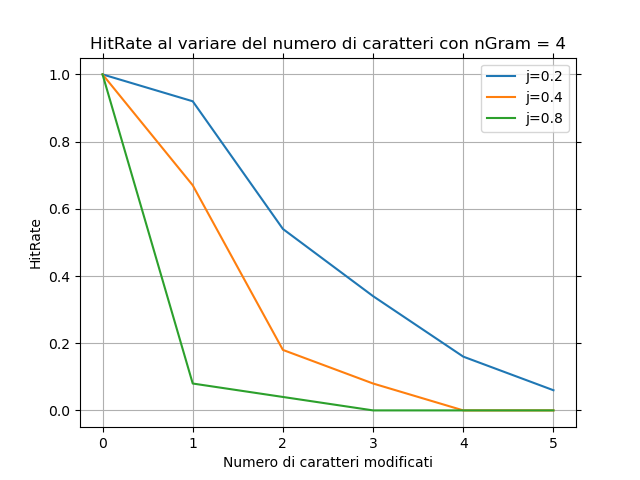 HitRate al variare del numero di caratteri con nGram = 4
j=0.2
j=0.4
j=0.8
HitRate
1.0
0.8
0.6
0.4
0.2
0.0
0 1 2 3 4 5
Numero di caratteri modificati